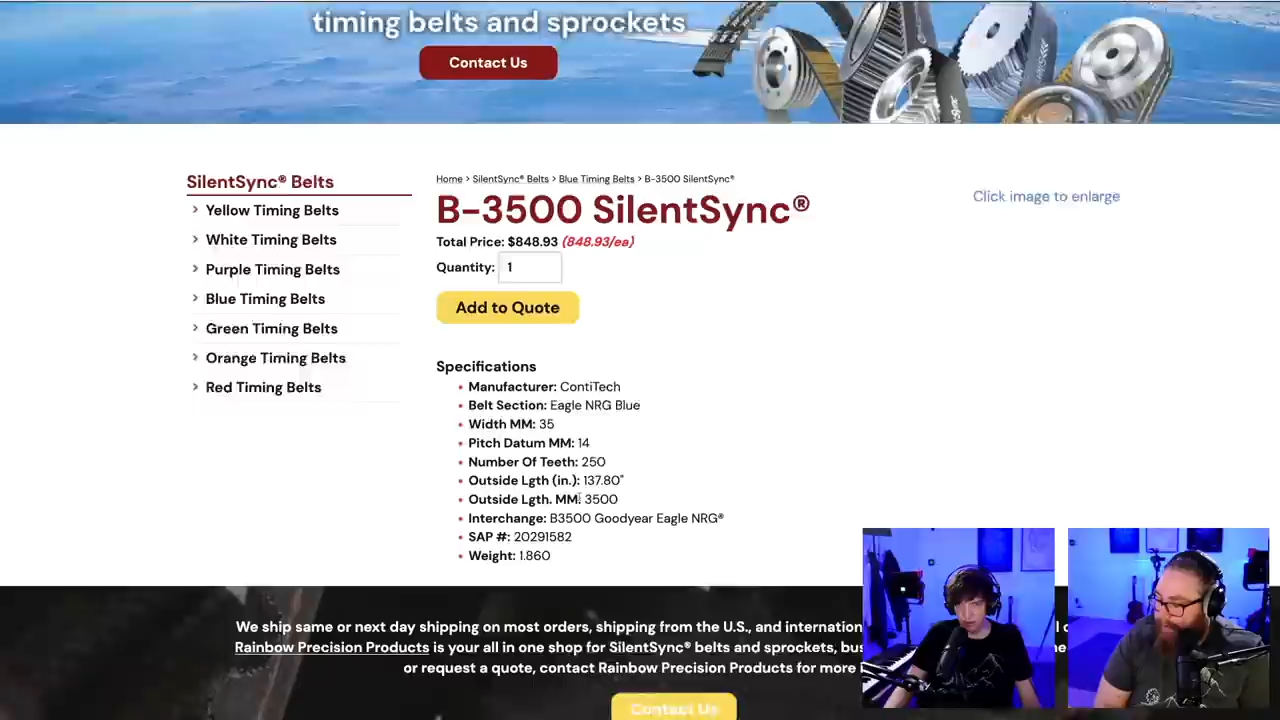 timing belts and sprockets
Contact Us
SilentSync® Belts
Yellow Timing Belts
White Timing Belts
Purple Timing Belts
Blue Timing Belts
Green Timing Belts
Orange Timing Belts
Red Timing Belts
Home > SilentSync® Belts > Blue Timing Belts > B-3500 SilentSync®
B-3500 SilentSync®
Total Price: $848.93 (848.93/ea)
Quantity: 1
Add to Quote
Click image to enlarge
Specifications
• Manufacturer: ContiTech
• Belt Section: Eagle NRG Blue
• Width MM: 35
• Pitch Datum MM: 14
• Number Of Teeth: 250
• Outside Lgth (in.): 137.80"
• Outside Lgth. MM: 3500
• Interchange: B3500 Goodyear Eagle NRG®
• SAP #: 20291582
• Weight: 1.860
We ship same or next day shipping on most orders, shipping from the U.S., and internation
Rainbow Precision Products is your all in one shop for SilentSync® belts and sprockets, bus
or request a quote, contact Rainbow Precision Products for more
Contact Us